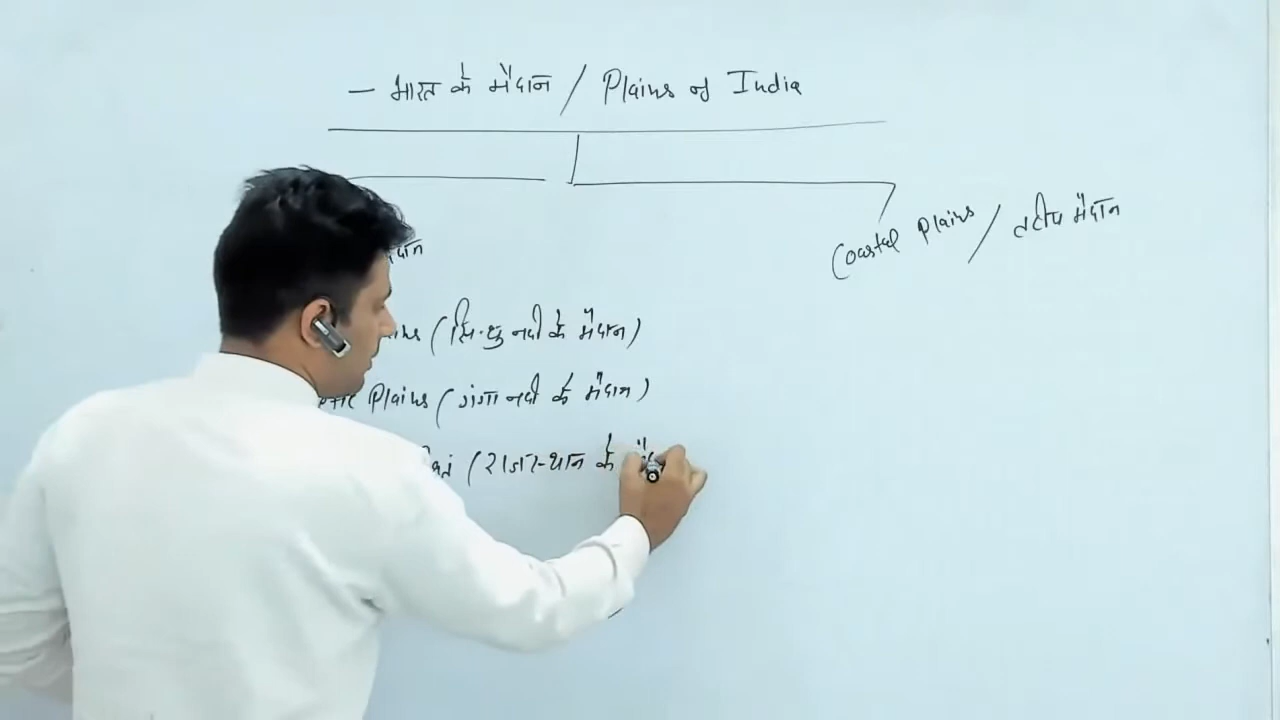 — भारत के मैदान / Plains of India
Coastal Plains / तटीय मैदान
(सिन्धु नदी के मैदान)
Plains (गंगा नदी के मैदान)
(राजस्थान के